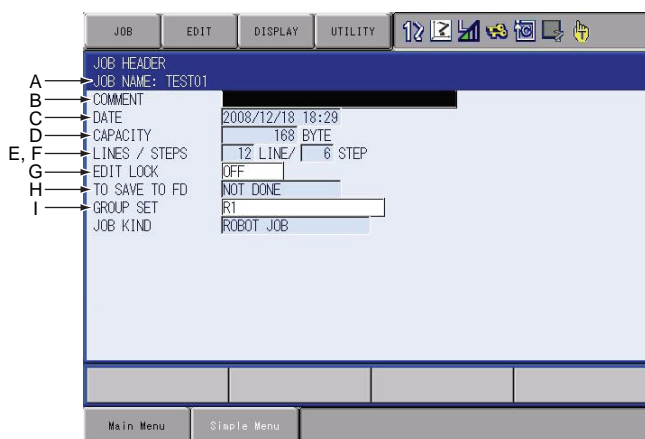 JOB EDIT DISPLAY UTILITY
JOB HEADER
A JOB NAME: TEST01
B COMMENT
C DATE 2008/12/18 18:29
D CAPACITY 168 BYTE
E, F LINES / STEPS 12 LINE/ 6 STEP
G EDIT LOCK OFF
H TO SAVE TO FD NOT DONE
I GROUP SET R1
JOB KIND ROBOT JOB
Main Menu Simple Menu